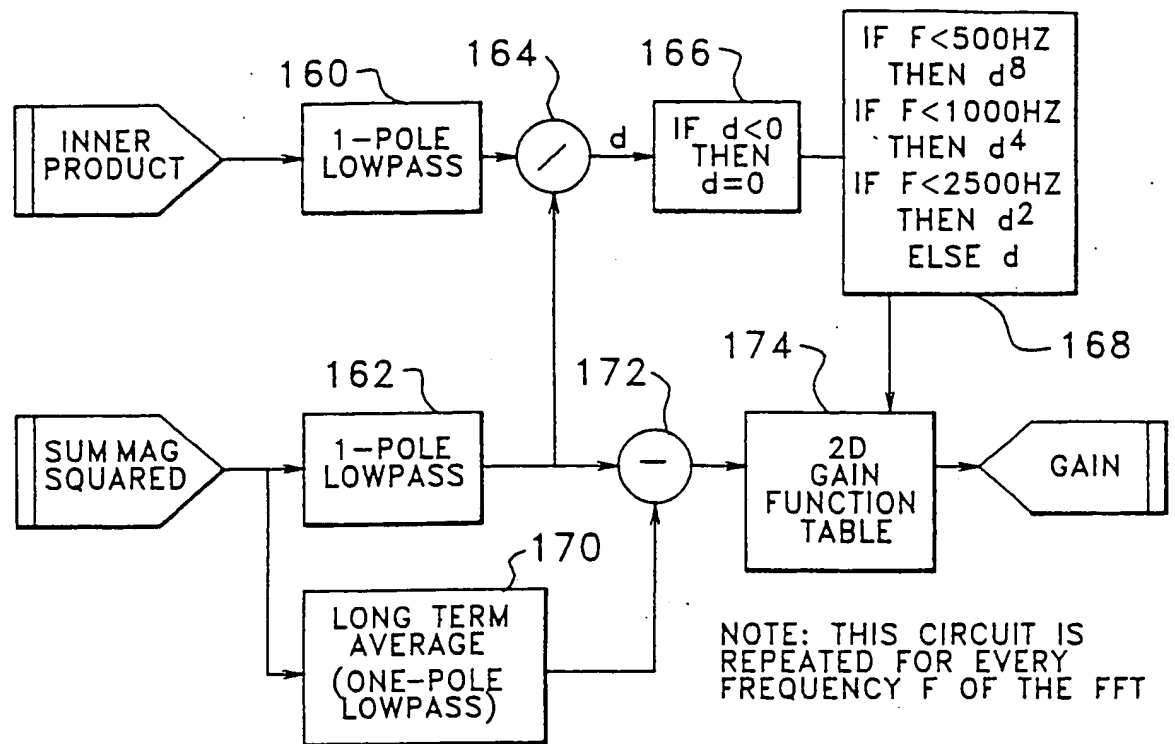 160
164
166
INNER
PRODUCT
1-POLE
LOWPASS
/
d
IF d<0
THEN
d=0
IF F<500HZ
THEN d8
IF F<1000HZ
THEN d4
IF F<2500HZ
THEN d2
ELSE d
168
162
172
174
SUM MAG
SQUARED
1-POLE
LOWPASS
−
2D
GAIN
FUNCTION
TABLE
GAIN
170
LONG TERM
AVERAGE
(ONE-POLE
LOWPASS)
NOTE: THIS CIRCUIT IS
REPEATED FOR EVERY
FREQUENCY F OF THE FFT